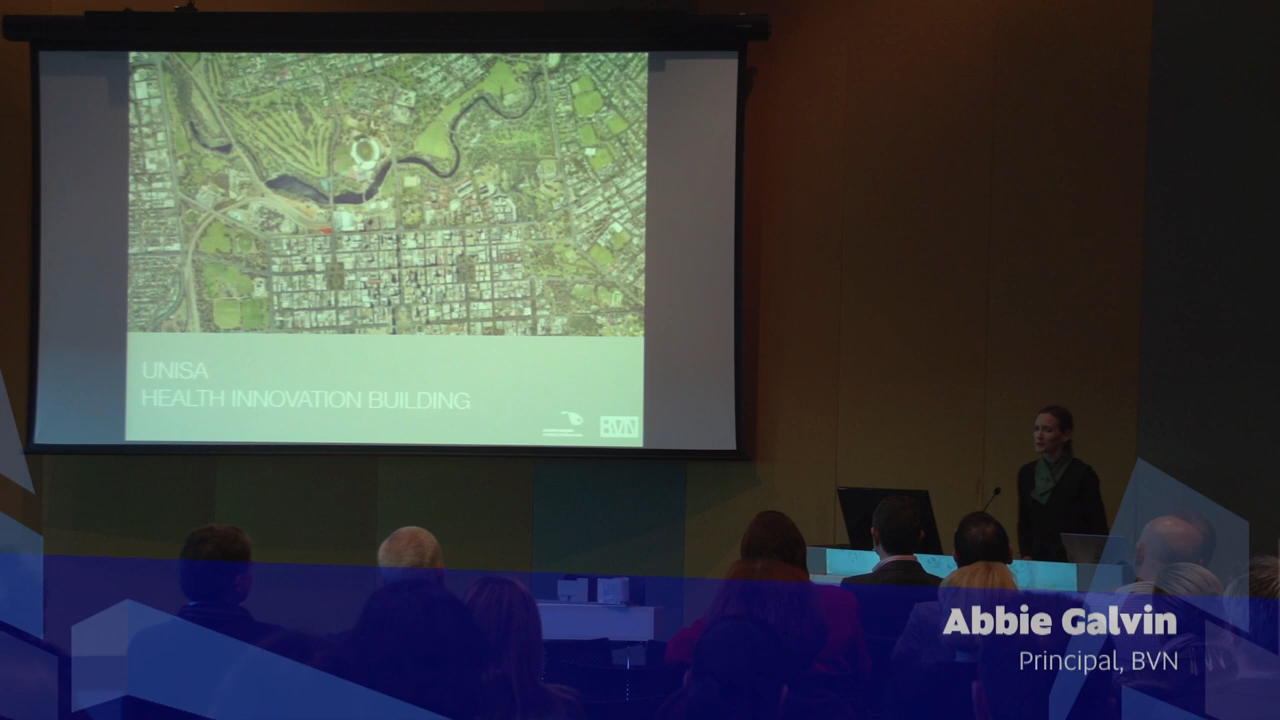 UNISA
HEALTH INNOVATION BUILDING
BVN
Abbie Galvin
Principal, BVN